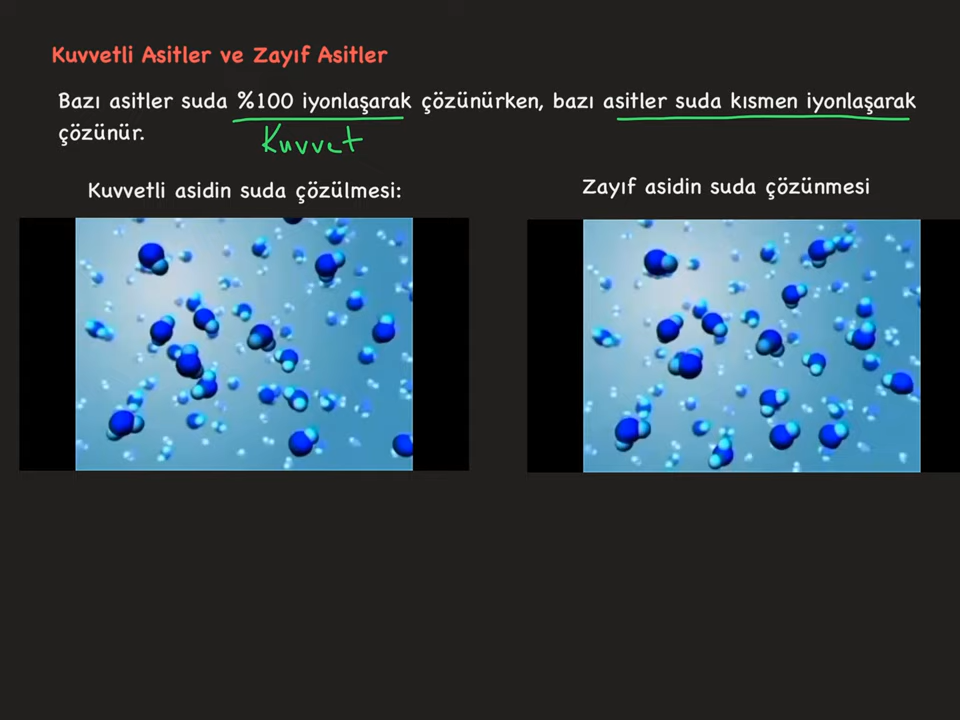 Kuvvetli Asitler ve Zayıf Asitler
Bazı asitler suda %100 iyonlaşarak çözünürken, bazı asitler suda kısmen iyonlaşarak
çözünür.
Kuvvet
Kuvvetli asidin suda çözülmesi:
Zayıf asidin suda çözünmesi